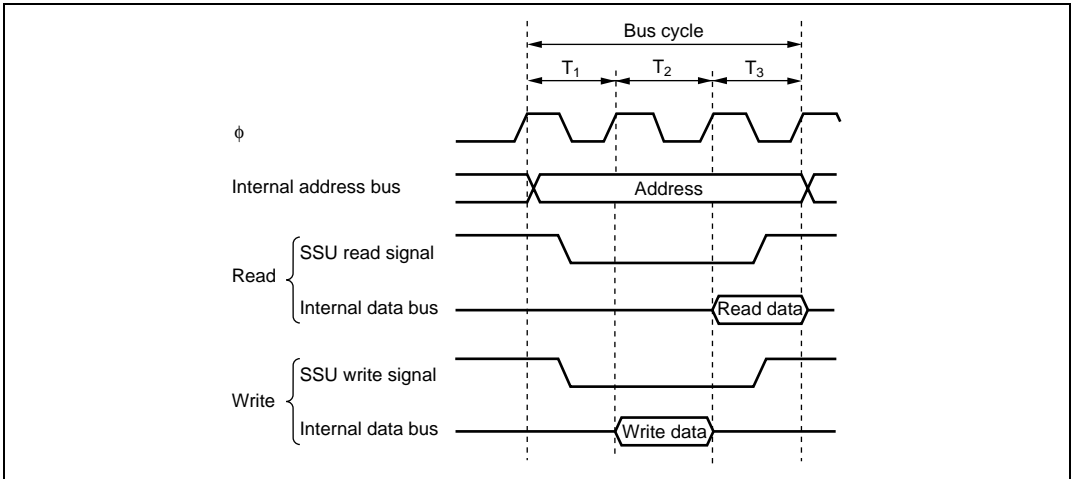 Bus cycle
T₁ T₂ T₃
ϕ
Internal address bus Address
SSU read signal
Read
Internal data bus Read data
SSU write signal
Write
Internal data bus Write data